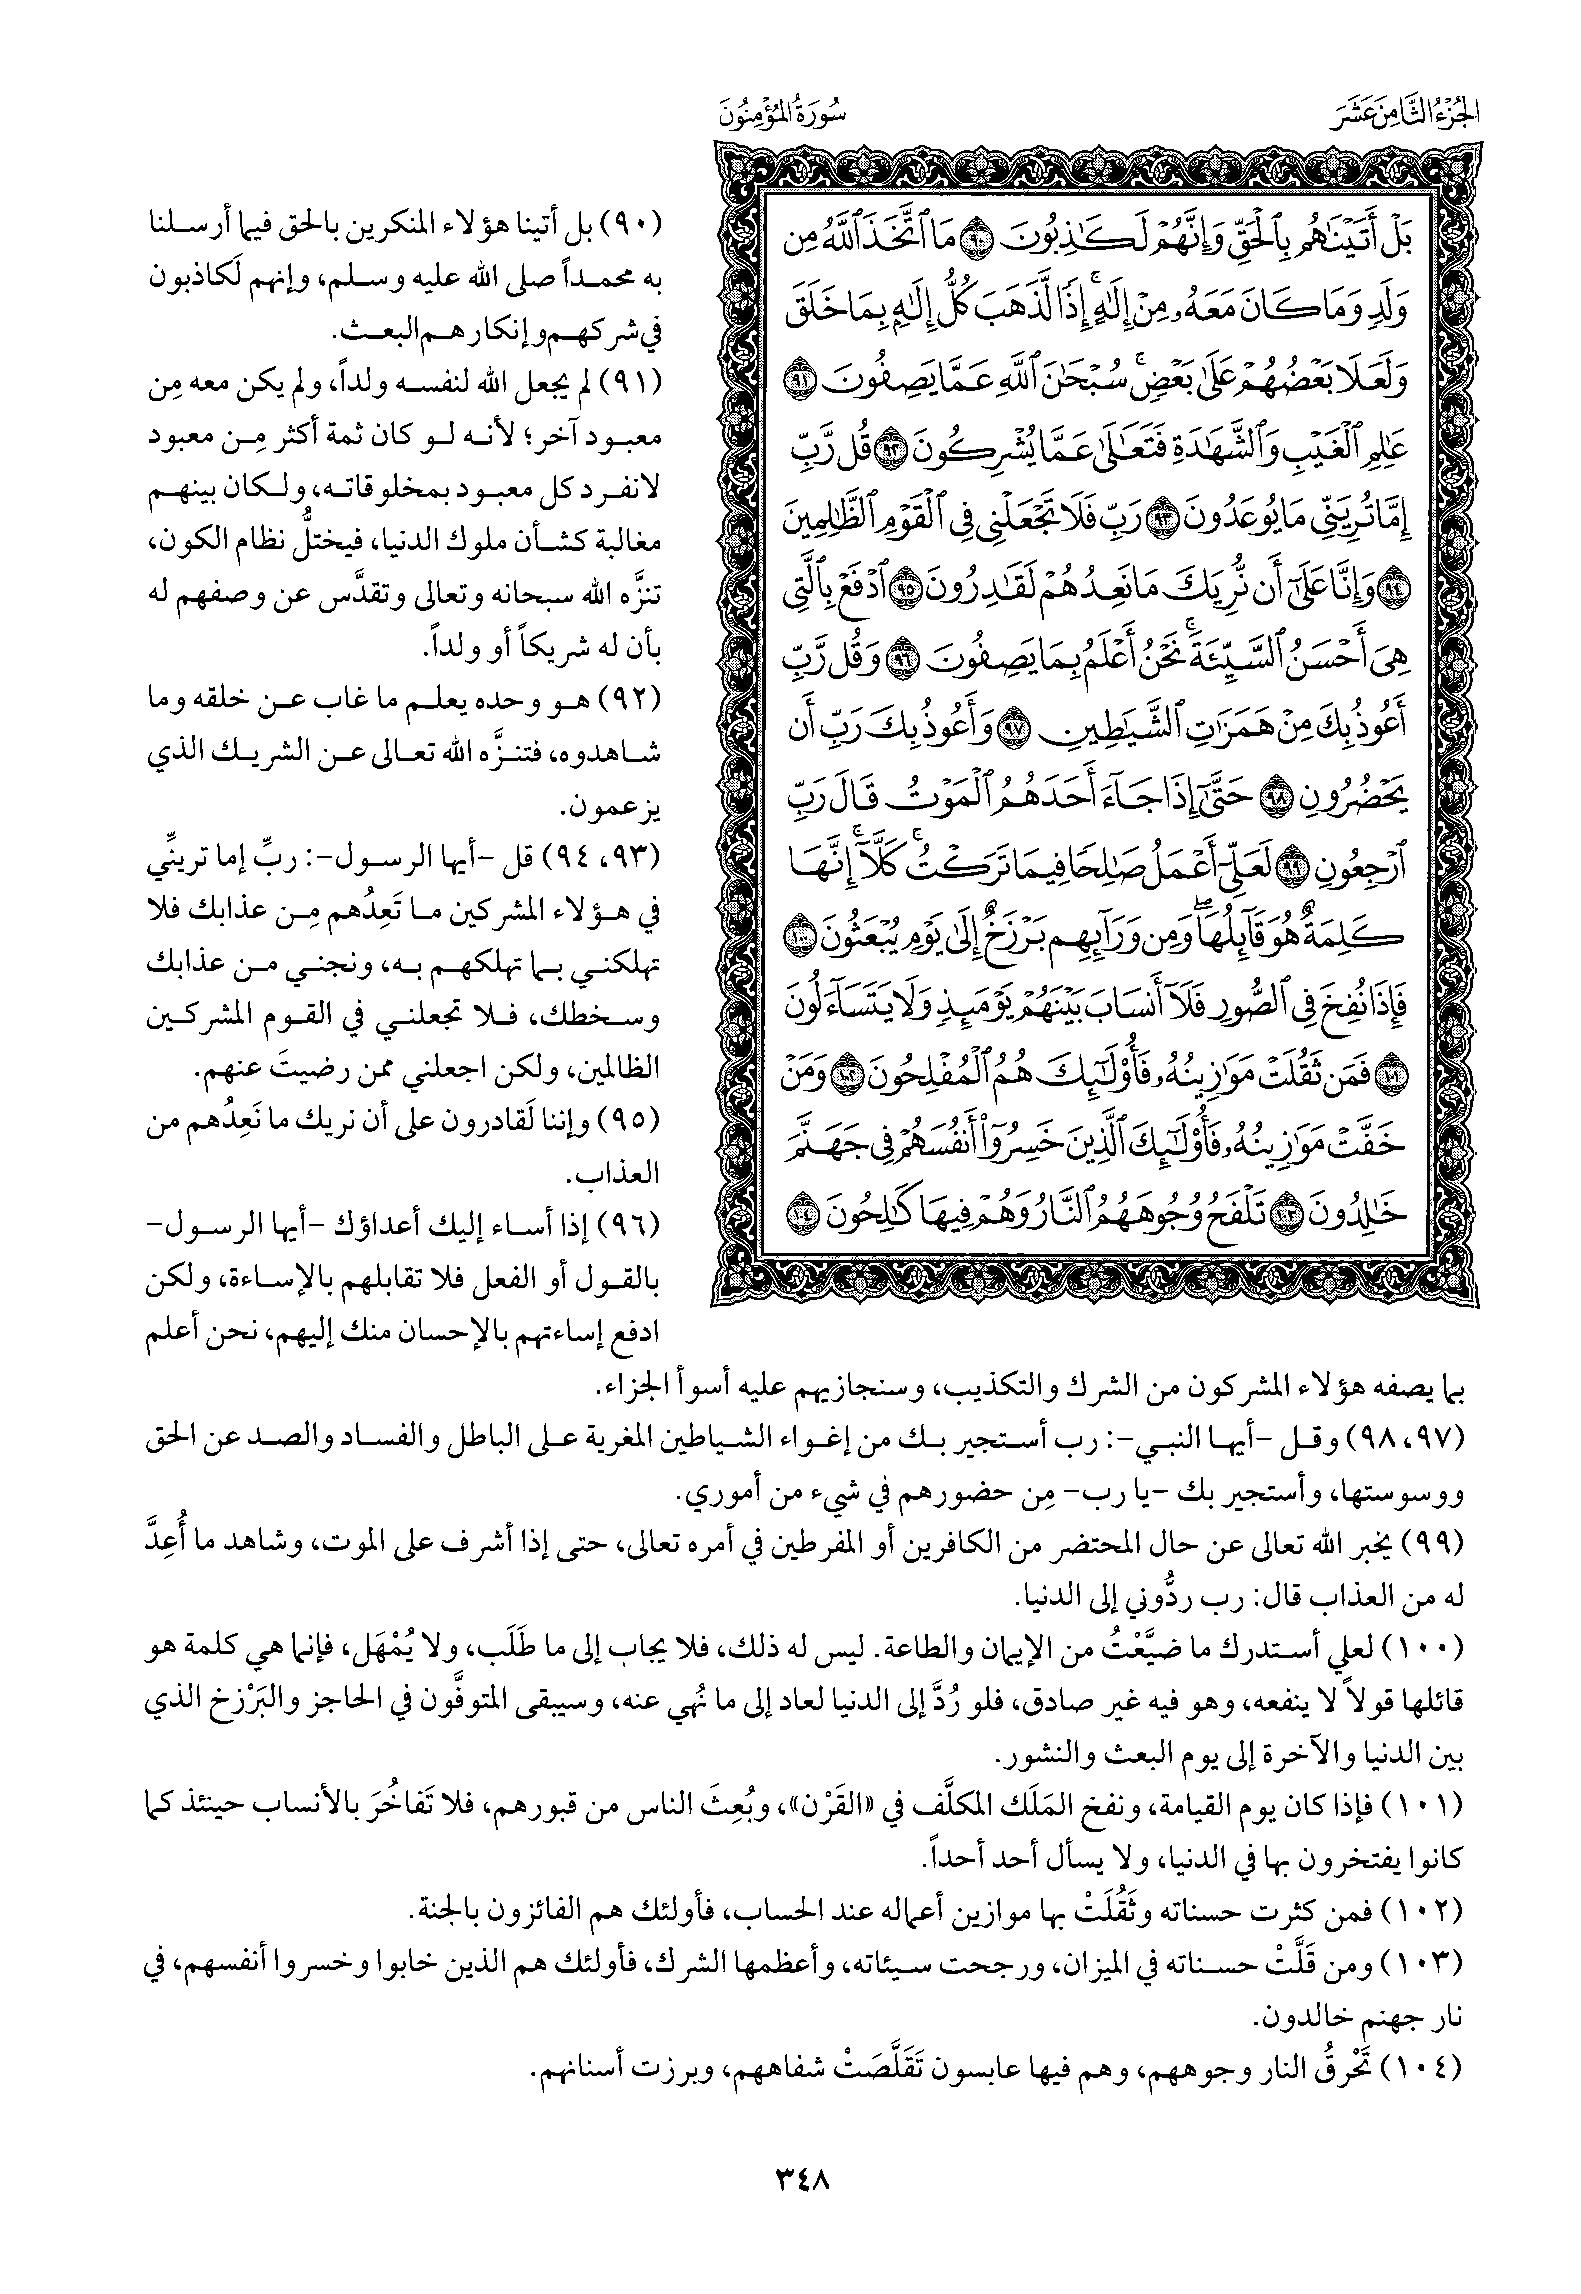 الجُزْءُ الثَّامِنَ عَشَرَ
سُورَةُ المُؤْمِنُونَ
بَلْ أَتَيْنَٰهُم بِٱلْحَقِّ وَإِنَّهُمْ لَكَٰذِبُونَ ٩٠ مَا ٱتَّخَذَ ٱللَّهُ مِن
وَلَدٍ وَمَا كَانَ مَعَهُۥ مِنْ إِلَٰهٍ ۚ إِذًا لَّذَهَبَ كُلُّ إِلَٰهٍۭ بِمَا خَلَقَ
وَلَعَلَا بَعْضُهُمْ عَلَىٰ بَعْضٍ ۚ سُبْحَٰنَ ٱللَّهِ عَمَّا يَصِفُونَ ٩١
عَٰلِمِ ٱلْغَيْبِ وَٱلشَّهَٰدَةِ فَتَعَٰلَىٰ عَمَّا يُشْرِكُونَ ٩٢ قُل رَّبِّ
إِمَّا تُرِيَنِّي مَا يُوعَدُونَ ٩٣ رَبِّ فَلَا تَجْعَلْنِي فِي ٱلْقَوْمِ ٱلظَّٰلِمِينَ
٩٤ وَإِنَّا عَلَىٰٓ أَن نُّرِيَكَ مَا نَعِدُهُمْ لَقَٰدِرُونَ ٩٥ ٱدْفَعْ بِٱلَّتِي
هِيَ أَحْسَنُ ٱلسَّيِّئَةَ ۚ نَحْنُ أَعْلَمُ بِمَا يَصِفُونَ ٩٦ وَقُل رَّبِّ
أَعُوذُ بِكَ مِنْ هَمَزَٰتِ ٱلشَّيَٰطِينِ ٩٧ وَأَعُوذُ بِكَ رَبِّ أَن
يَحْضُرُونِ ٩٨ حَتَّىٰٓ إِذَا جَآءَ أَحَدَهُمُ ٱلْمَوْتُ قَالَ رَبِّ
ٱرْجِعُونِ ٩٩ لَعَلِّيٓ أَعْمَلُ صَٰلِحًا فِيمَا تَرَكْتُ ۚ كَلَّآ ۚ إِنَّهَا
كَلِمَةٌ هُوَ قَآئِلُهَا ۖ وَمِن وَرَآئِهِم بَرْزَخٌ إِلَىٰ يَوْمِ يُبْعَثُونَ ١٠٠
فَإِذَا نُفِخَ فِي ٱلصُّورِ فَلَآ أَنسَابَ بَيْنَهُمْ يَوْمَئِذٍ وَلَا يَتَسَآءَلُونَ
١٠١ فَمَن ثَقُلَتْ مَوَٰزِينُهُۥ فَأُو۟لَٰٓئِكَ هُمُ ٱلْمُفْلِحُونَ ١٠٢ وَمَنْ
خَفَّتْ مَوَٰزِينُهُۥ فَأُو۟لَٰٓئِكَ ٱلَّذِينَ خَسِرُوٓا۟ أَنفُسَهُمْ فِي جَهَنَّمَ
خَٰلِدُونَ ١٠٣ تَلْفَحُ وُجُوهَهُمُ ٱلنَّارُ وَهُمْ فِيهَا كَٰلِحُونَ ١٠٤
(٩٠) بل أتينا هؤلاء المنكرين بالحق فيما أرسلنا
به محمداً صلى الله عليه وسلم، وإنهم لَكاذبون
في شركهم وإنكارهم البعث.
(٩١) لم يجعل الله لنفسه ولداً، ولم يكن معه مِن
معبود آخر؛ لأنه لو كان ثمة أكثر مِن معبود
لانفرد كل معبود بمخلوقاته، ولكان بينهم
مغالبة كشأن ملوك الدنيا، فيختلُّ نظام الكون،
تنزَّه الله سبحانه وتعالى وتقدَّس عن وصفهم له
بأن له شريكاً أو ولداً.
(٩٢) هو وحده يعلم ما غاب عن خلقه وما
شاهدوه، فتنزَّه الله تعالى عن الشريك الذي
يزعمون.
(٩٣، ٩٤) قل -أيها الرسول-: ربِّ إما ترينِّي
في هؤلاء المشركين ما تَعِدُهم مِن عذابك فلا
تهلكني بما تهلكهم به، ونجني من عذابك
وسخطك، فلا تجعلني في القوم المشركين
الظالمين، ولكن اجعلني ممن رضيتَ عنهم.
(٩٥) وإننا لَقادرون على أن نريك ما نَعِدُهم من
العذاب.
(٩٦) إذا أساء إليك أعداؤك -أيها الرسول-
بالقول أو الفعل فلا تقابلهم بالإساءة، ولكن
ادفع إساءتهم بالإحسان منك إليهم، نحن أعلم
بما يصفه هؤلاء المشركون من الشرك والتكذيب، وسنجازيهم عليه أسوأ الجزاء.
(٩٧، ٩٨) وقل -أيها النبي-: رب أستجير بك من إغواء الشياطين المغرية على الباطل والفساد والصد عن الحق
ووسوستها، وأستجير بك -يا رب- مِن حضورهم في شيء من أموري.
(٩٩) يخبر الله تعالى عن حال المحتضر من الكافرين أو المفرطين في أمره تعالى، حتى إذا أشرف على الموت، وشاهد ما أُعِدَّ
له من العذاب قال: رب ردُّوني إلى الدنيا.
(١٠٠) لعلي أستدرك ما ضيَّعْتُ من الإيمان والطاعة. ليس له ذلك، فلا يجاب إلى ما طَلَب، ولا يُمْهَل، فإنما هي كلمة هو
قائلها قولاً لا ينفعه، وهو فيه غير صادق، فلو رُدَّ إلى الدنيا لعاد إلى ما نُهي عنه، وسيبقى المتوفَّون في الحاجز والبَرْزخ الذي
بين الدنيا والآخرة إلى يوم البعث والنشور.
(١٠١) فإذا كان يوم القيامة، ونفخ المَلَك المكلَّف في «القَرْن»، وبُعِثَ الناس من قبورهم، فلا تَفاخُرَ بالأنساب حينئذ كما
كانوا يفتخرون بها في الدنيا، ولا يسأل أحد أحداً.
(١٠٢) فمن كثرت حسناته وثَقُلَتْ بها موازين أعماله عند الحساب، فأولئك هم الفائزون بالجنة.
(١٠٣) ومن قَلَّتْ حسناته في الميزان، ورجحت سيئاته، وأعظمها الشرك، فأولئك هم الذين خابوا وخسروا أنفسهم، في
نار جهنم خالدون.
(١٠٤) تَحْرقُ النار وجوههم، وهم فيها عابسون تَقَلَّصَتْ شفاههم، وبرزت أسنانهم.
٣٤٨